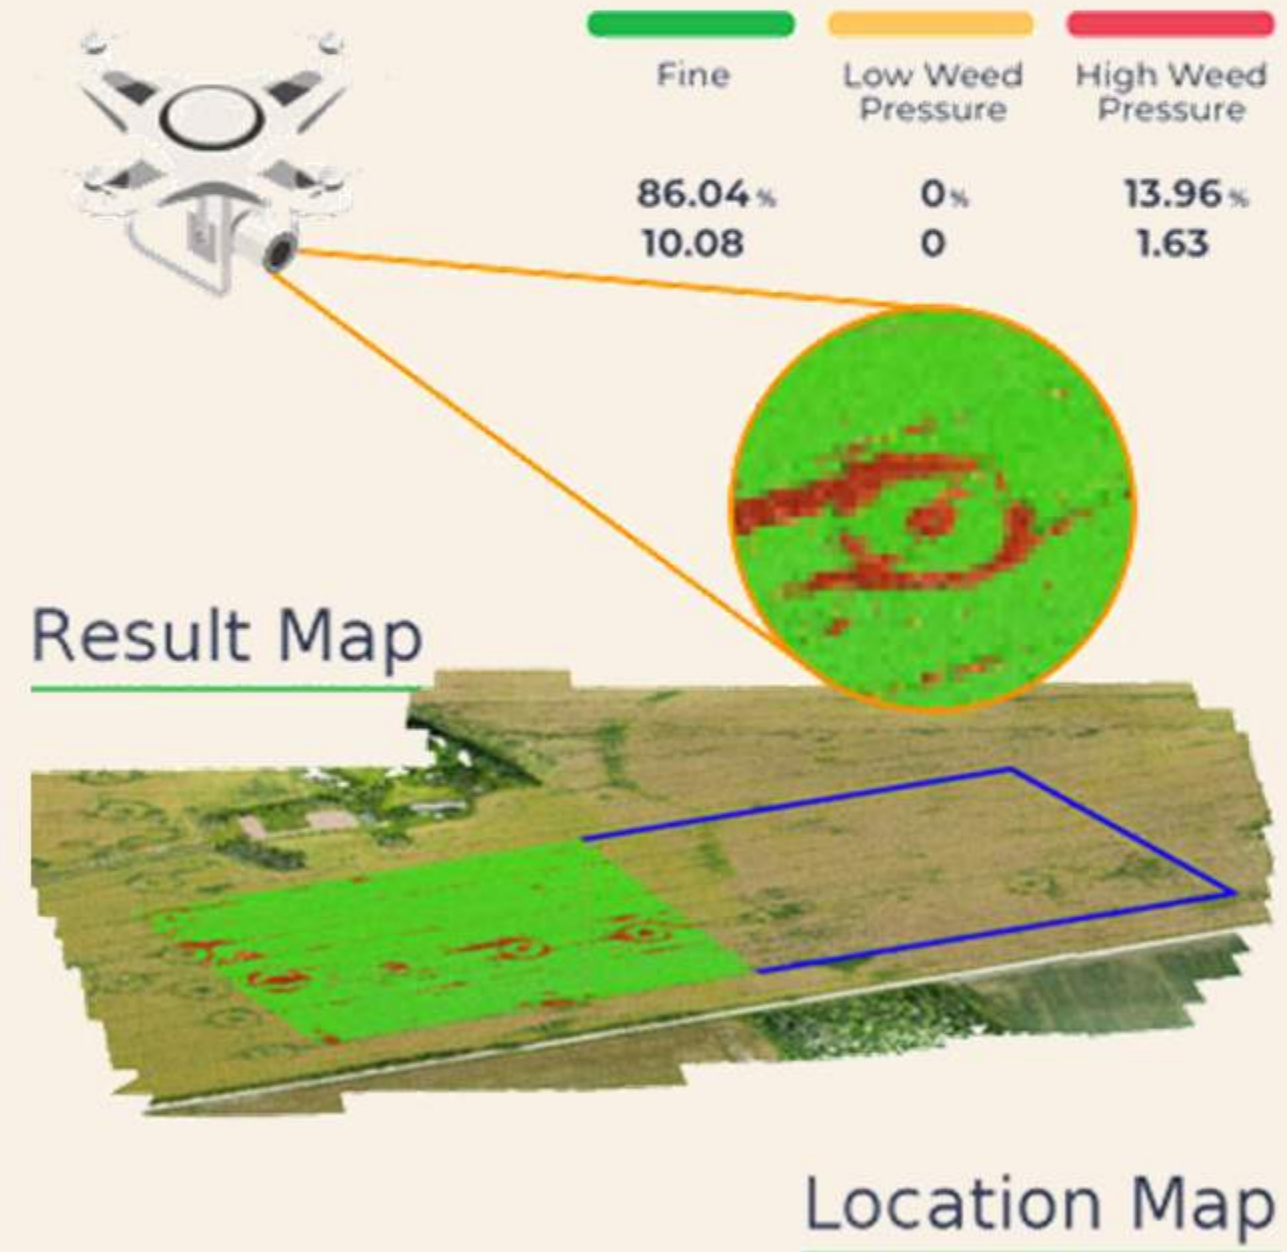 Fine
Low Weed
Pressure
High Weed
Pressure
86.04 % 0 % 13.96 %
10.08 0 1.63
Result Map
Location Map